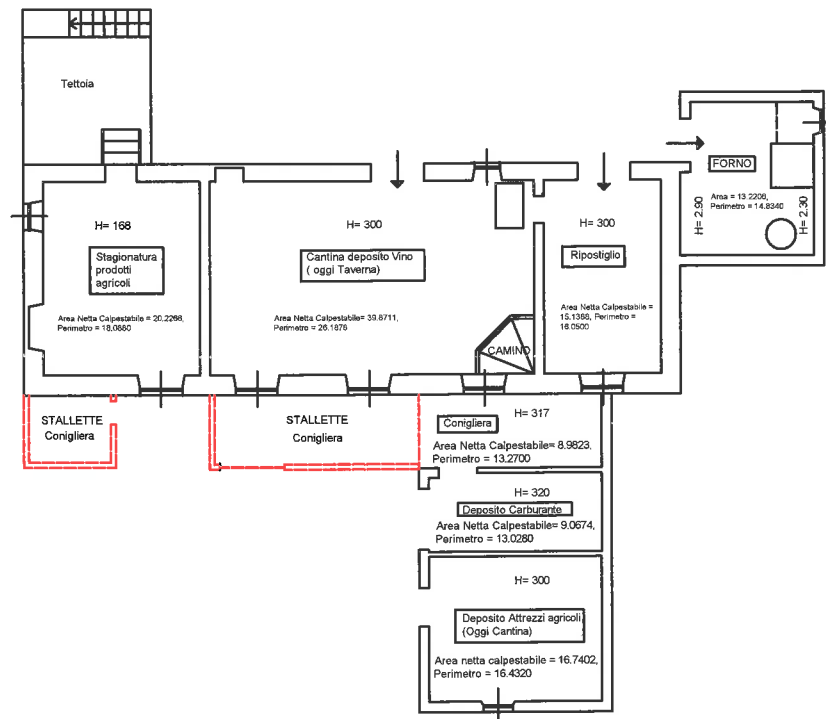 Tettoia
FORNO
Area = 13.2206,
Perimetro = 14.8340
H= 2.90
H= 2.30
H= 168
Stagionatura
prodotti
agricoli
Area Netta Calpestabile = 20.2268,
Perimetro = 18.0880
H= 300
Cantina deposito Vino
( oggi Taverna)
Area Netta Calpestabile= 39.8711,
Perimetro = 26.1876
CAMINO
H= 300
Ripostiglio
Area Netta Calpestabile =
15.1388, Perimetro =
16.0500
STALLETTE
Conigliera
STALLETTE
Conigliera
H= 317
Conigliera
Area Netta Calpestabile= 8.9823,
Perimetro = 13.2700
H= 320
Deposito Carburante
Area Netta Calpestabile= 9.0674,
Perimetro = 13.0280
H= 300
Deposito Attrezzi agricoli
(Oggi Cantina)
Area netta calpestabile = 16.7402,
Perimetro = 16.4320